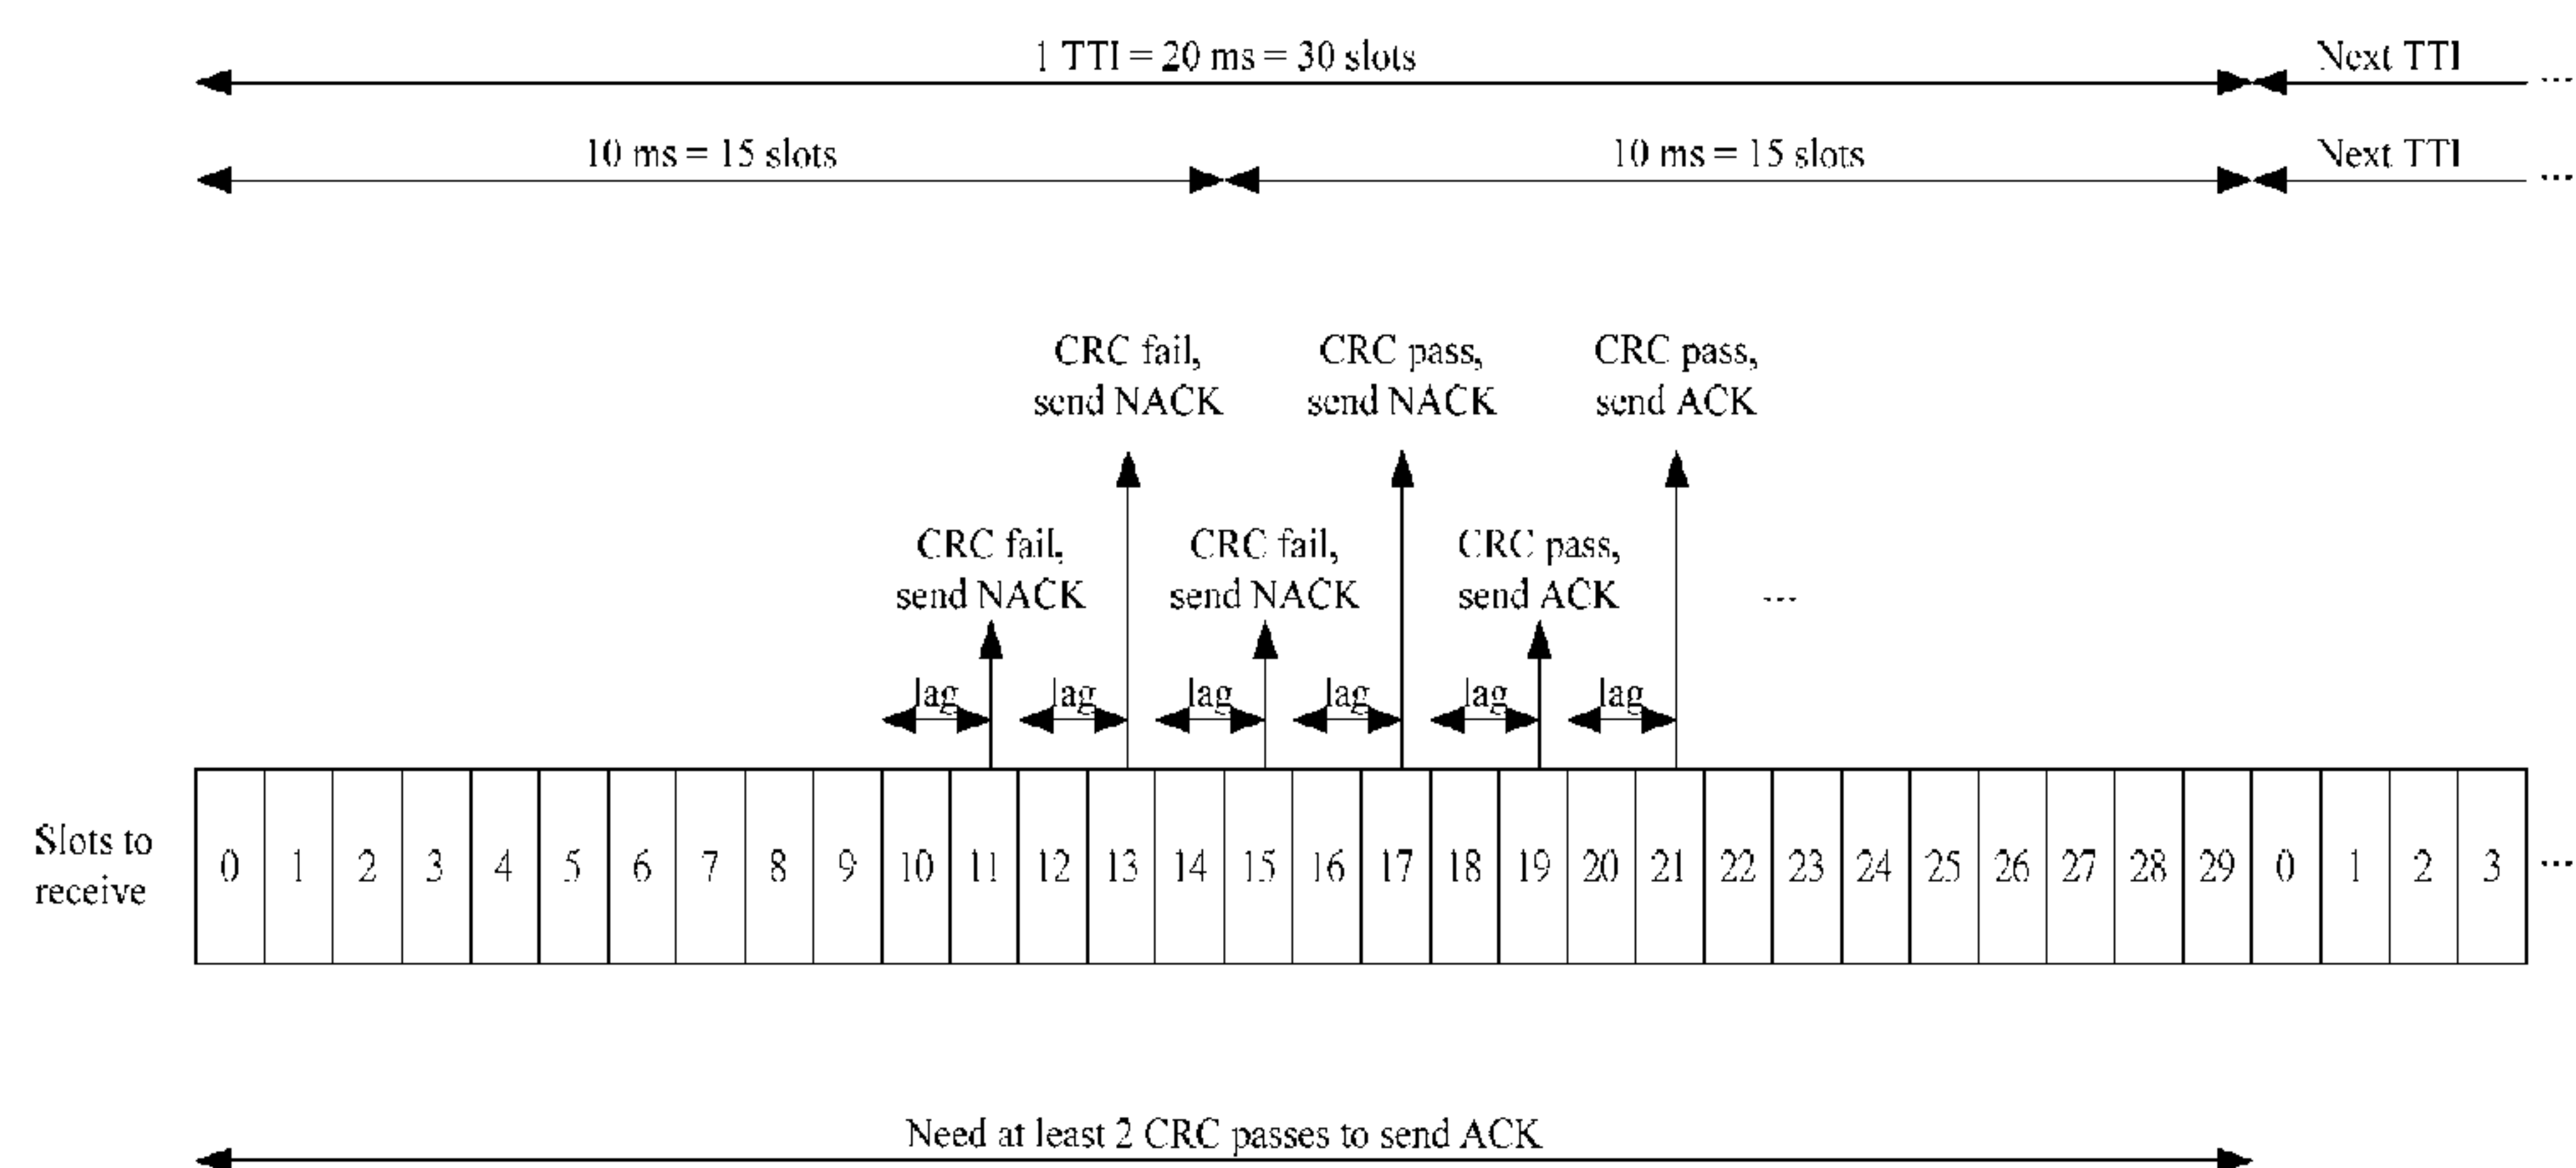 1 TTI = 20 ms = 30 slots
Next TTI
...
10 ms = 15 slots
10 ms = 15 slots
Next TTI
...
CRC fail,
send NACK
CRC pass,
send NACK
CRC pass,
send ACK
CRC fail,
send NACK
CRC fail,
send NACK
CRC pass,
send ACK
...
lag
lag
lag
lag
lag
lag
Slots to
receive
0 1 2 3 4 5 6 7 8 9 10 11 12 13 14 15 16 17 18 19 20 21 22 23 24 25 26 27 28 29 0 1 2 3 ...
Need at least 2 CRC passes to send ACK